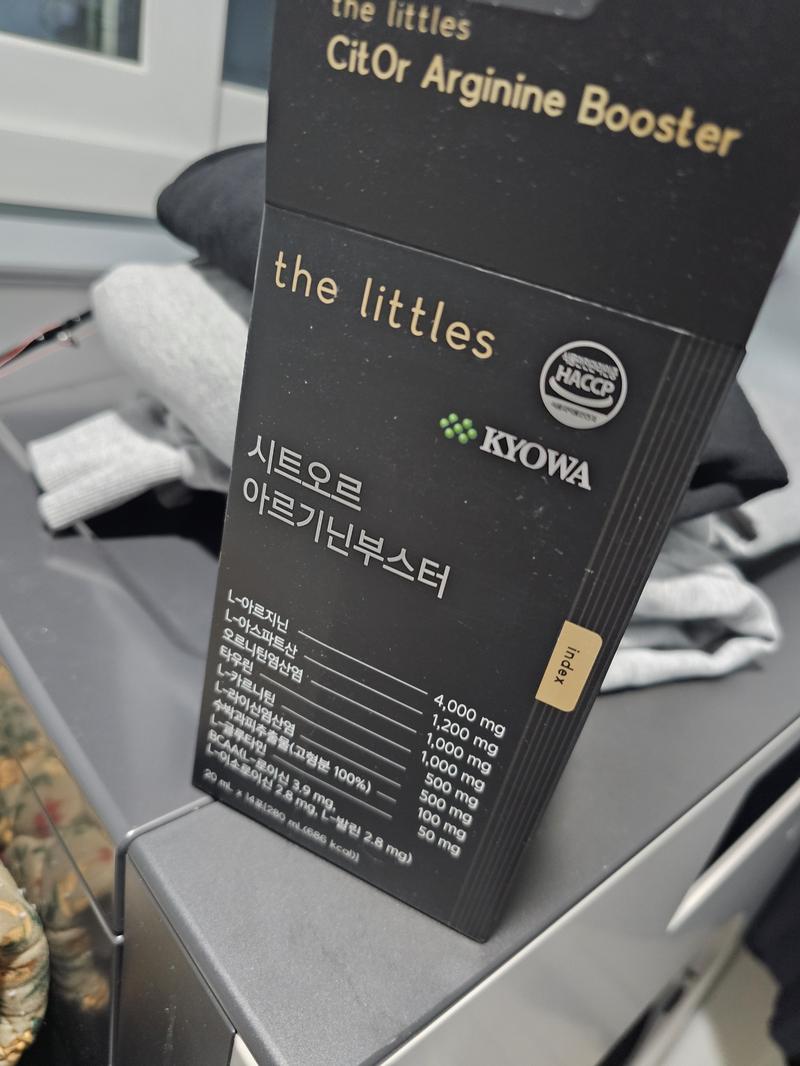 the littles
CitOr Arginine Booster
the littles
HACCP
KYOWA
시트오르
아르기닌부스터
index
L-아르지닌 4,000 mg
L-아스파트산 1,200 mg
오르니틴염산염 1,000 mg
타우린 1,000 mg
L-카르니틴 500 mg
L-라이신염산염 500 mg
수박과피추출물(고형분 100%) 100 mg
L-글루타민 50 mg
BCAA(L-로이신 3.9 mg,
L-이소로이신 2.8 mg, L-발린 2.8 mg)
20 mL x 14포[280 mL(686 kcal)]